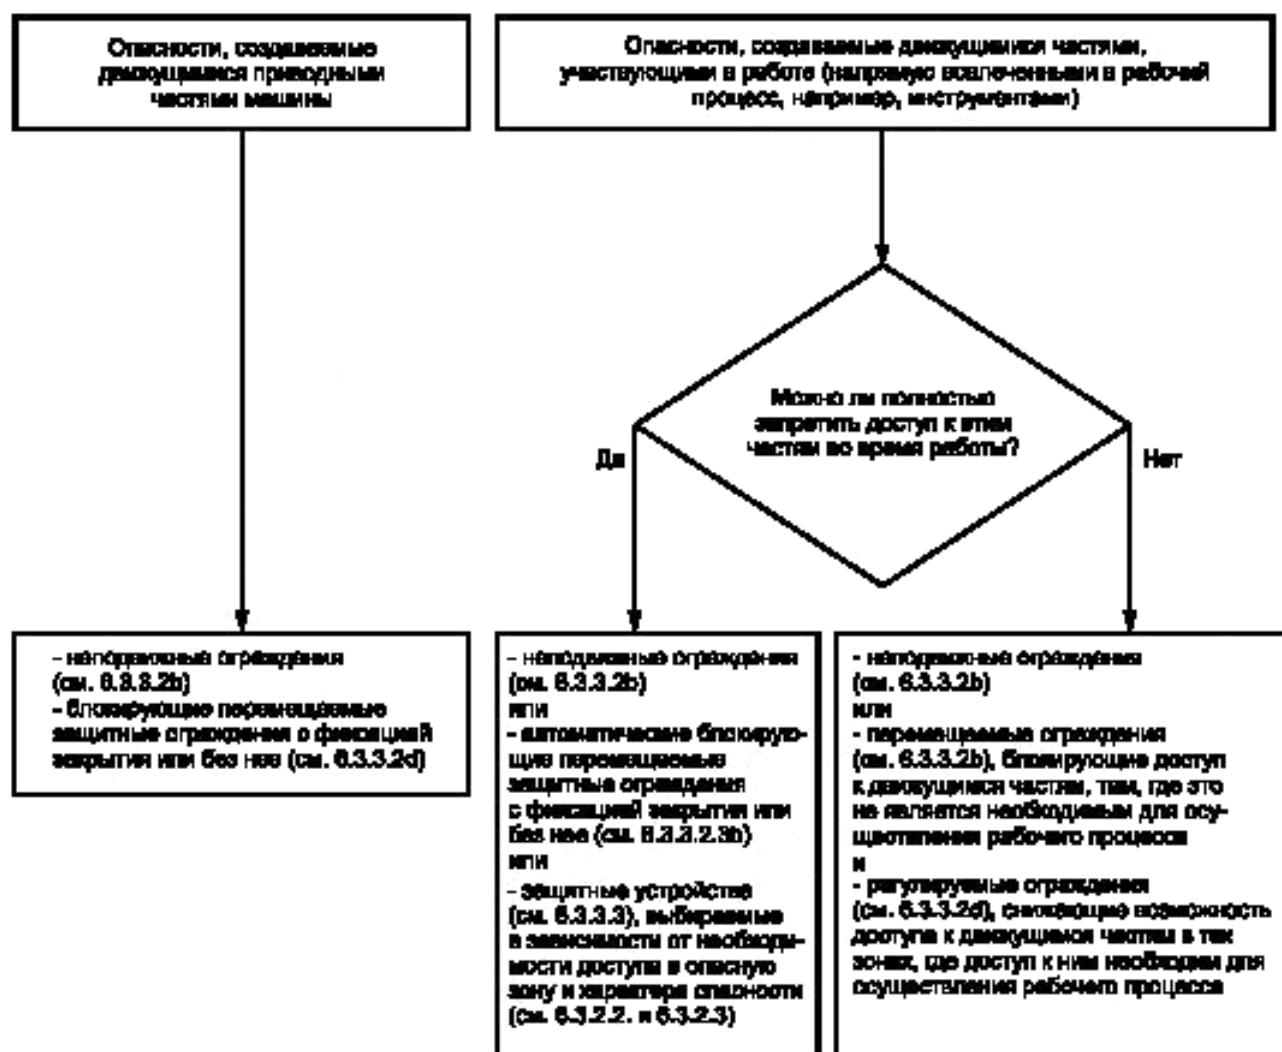 Опасности, создаваемые
движущимися приводными
частями машины
Опасности, создаваемые движущимися частями,
участвующими в работе (напрямую вовлеченными в рабочий
процесс, например, инструментами)
Можно ли полностью
запретить доступ к этим
частям во время работы?
Да
Нет
- неподвижные ограждения
(см. 6.3.3.2b)
- блокирующие перемещаемые
защитные ограждения с фиксацией
закрытия или без нее (см. 6.3.3.2d)
- неподвижные ограждения
(см. 6.3.3.2b)
или
- автоматические блокирую-
щие перемещаемые
защитные ограждения
с фиксацией закрытия или
без нее (см. 6.3.3.2.3b)
или
- защитные устройства
(см. 6.3.3.3), выбираемые
в зависимости от необходи-
мости доступа в опасную
зону и характера опасности
(см. 6.3.2.2. и 6.3.2.3)
- неподвижные ограждения
(см. 6.3.3.2b)
или
- перемещаемые ограждения
(см. 6.3.3.2b), блокирующие доступ
к движущимся частям, там, где это
не является необходимым для осу-
ществления рабочего процесса
и
- регулируемые ограждения
(см. 6.3.3.2d), снижающие возможность
доступа к движущимся частям в тех
зонах, где доступ к ним необходим для
осуществления рабочего процесса